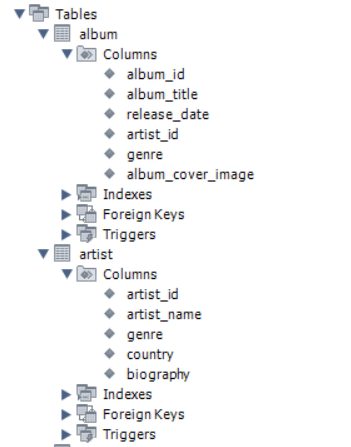 Tables
album
Columns
album_id
album_title
release_date
artist_id
genre
album_cover_image
Indexes
Foreign Keys
Triggers
artist
Columns
artist_id
artist_name
genre
country
biography
Indexes
Foreign Keys
Triggers